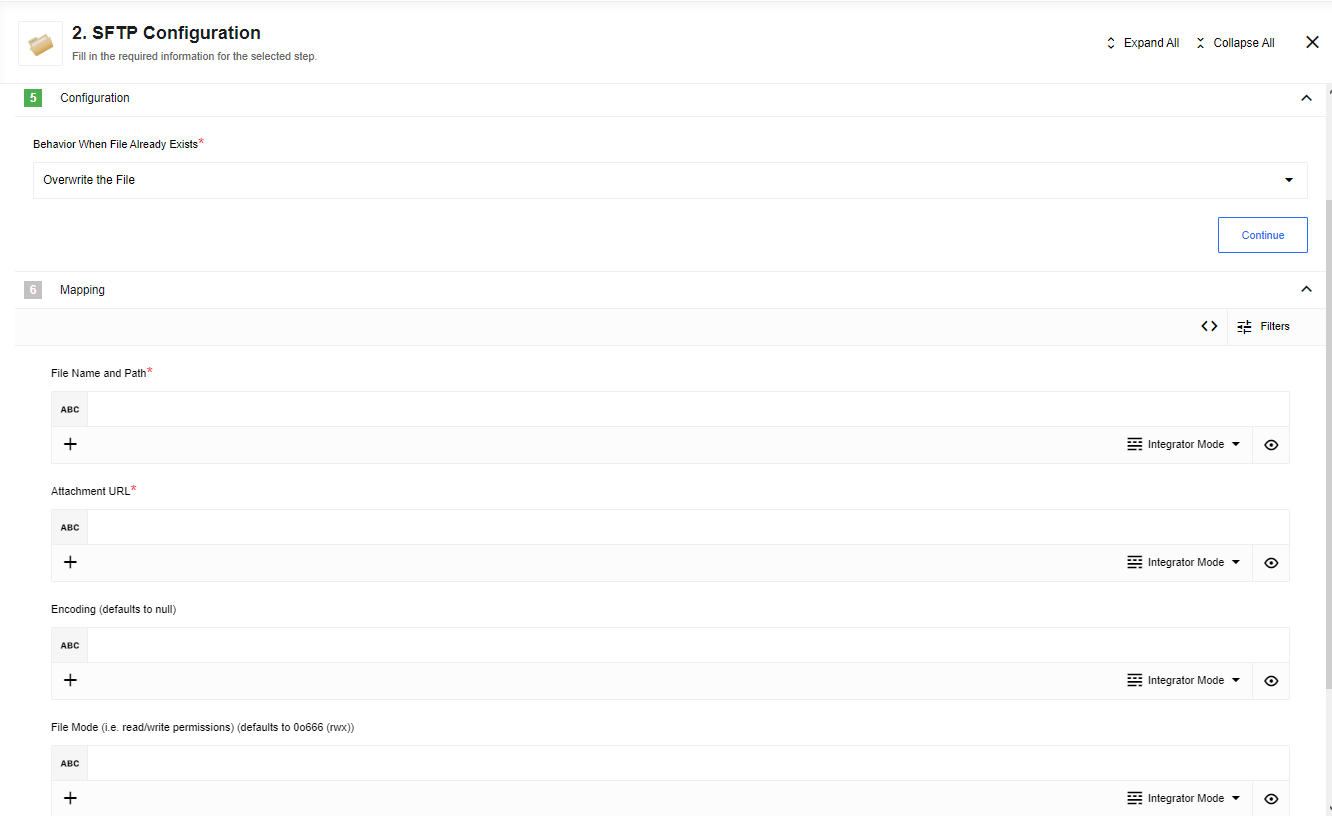 2. SFTP Configuration
Fill in the required information for the selected step.
Expand All
Collapse All
5 Configuration
Behavior When File Already Exists*
Overwrite the File
Continue
6 Mapping
Filters
File Name and Path*
ABC
Integrator Mode
Attachment URL*
ABC
Integrator Mode
Encoding (defaults to null)
ABC
Integrator Mode
File Mode (i.e. read/write permissions) (defaults to 0o666 (rwx))
ABC
Integrator Mode